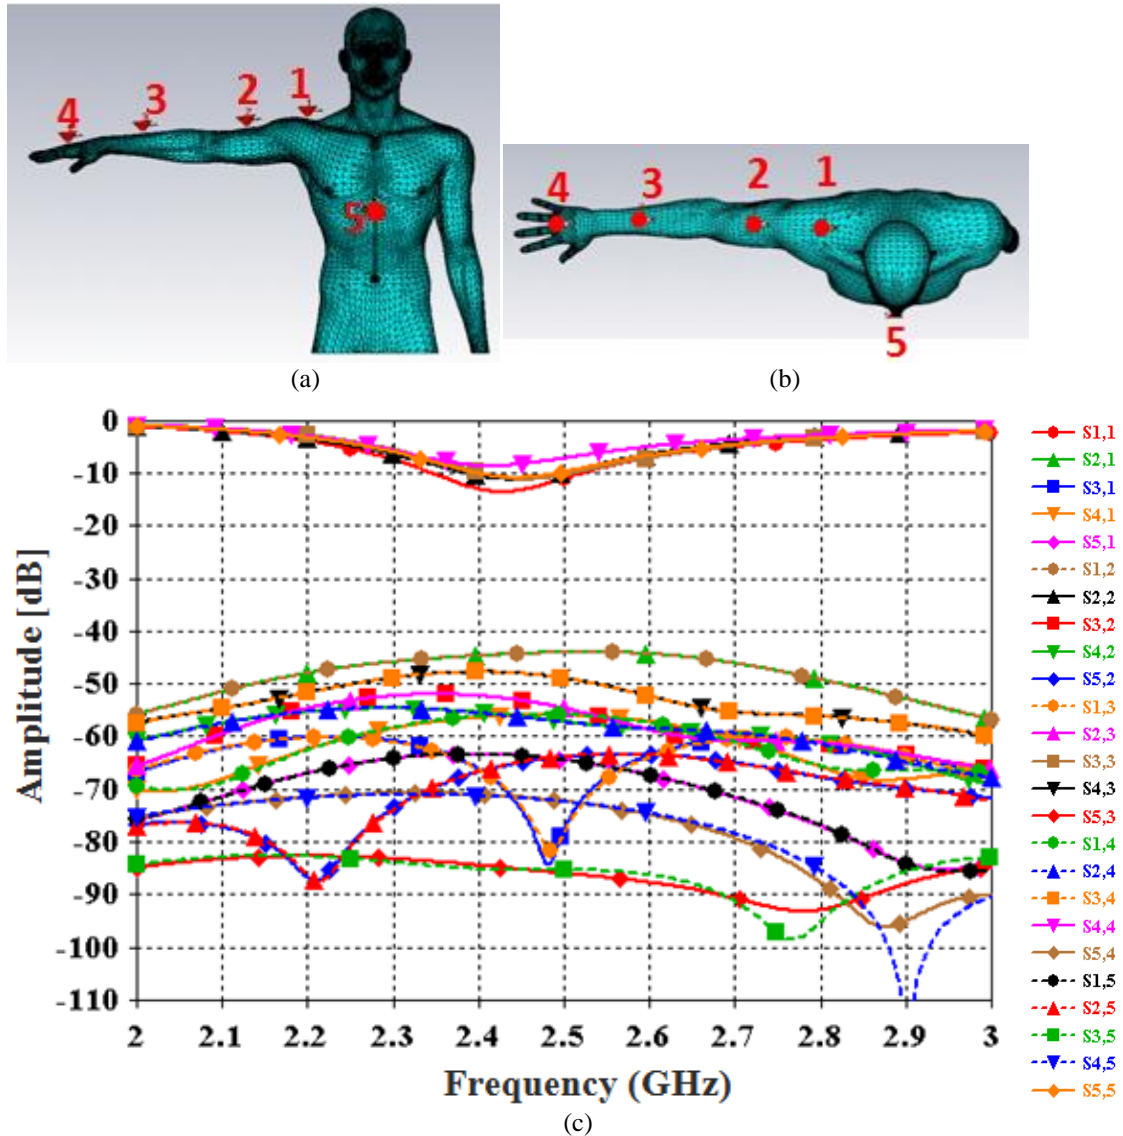 4 3 2 1
5
4 3 2 1
5
(a) (b)
Amplitude [dB]
0
-10
-20
-30
-40
-50
-60
-70
-80
-90
-100
-110
2 2.1 2.2 2.3 2.4 2.5 2.6 2.7 2.8 2.9 3
Frequency (GHz)
S1,1
S2,1
S3,1
S4,1
S5,1
S1,2
S2,2
S3,2
S4,2
S5,2
S1,3
S2,3
S3,3
S4,3
S5,3
S1,4
S2,4
S3,4
S4,4
S5,4
S1,5
S2,5
S3,5
S4,5
S5,5
(c)